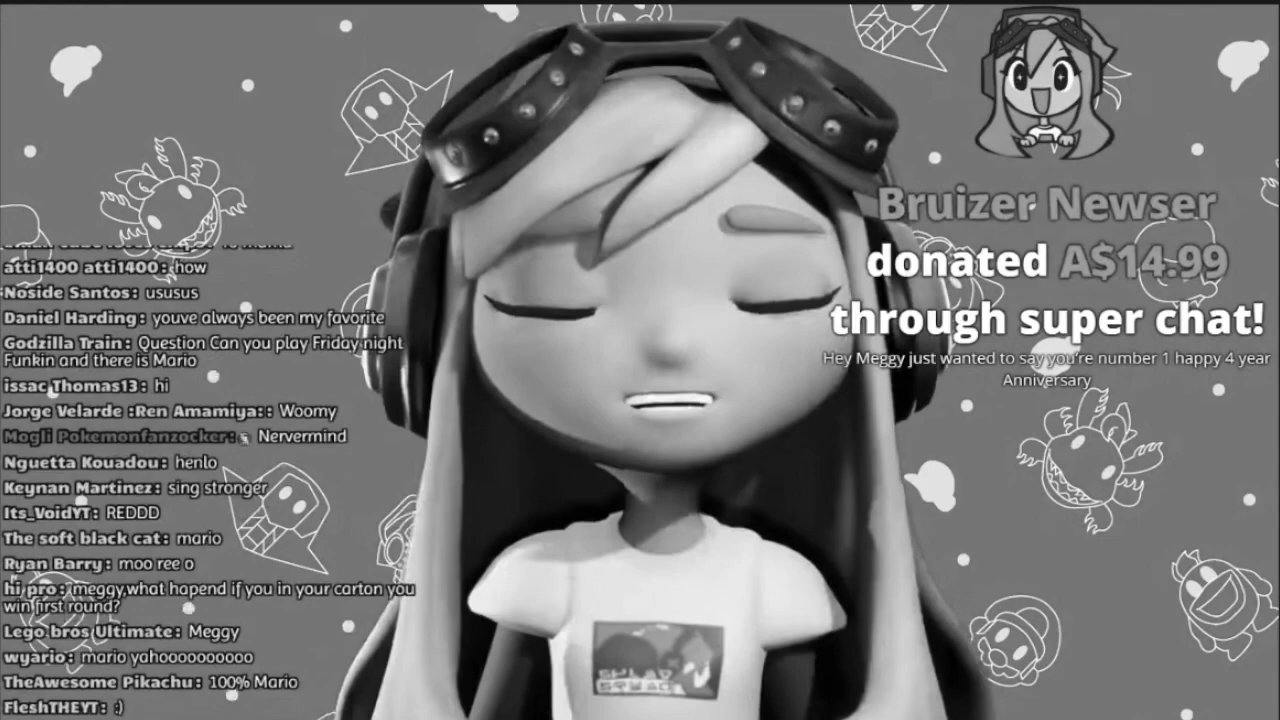 atti1400 atti1400: how
Noside Santos: ususus
Daniel Harding: youve always been my favorite
Godzilla Train: Question Can you play Friday night
Funkin and there is Mario
issac Thomas13: hi
Jorge Velarde :Ren Amamiya:: Woomy
Mogli Pokemonfanzocker: Nervermind
Nguetta Kouadou: henlo
Keynan Martinez: sing stronger
Its_VoidYT: REDDD
The soft black cat: mario
Ryan Barry: moo ree o
hi pro: meggy,what hapend if you in your carton you
win first round?
Lego bros Ultimate: Meggy
wyario: mario yahoooooooooo
TheAwesome Pikachu: 100% Mario
FleshTHEYT: :)
Bruizer Newser
donated A$14.99
through super chat!
Hey Meggy just wanted to say you're number 1 happy 4 year
Anniversary